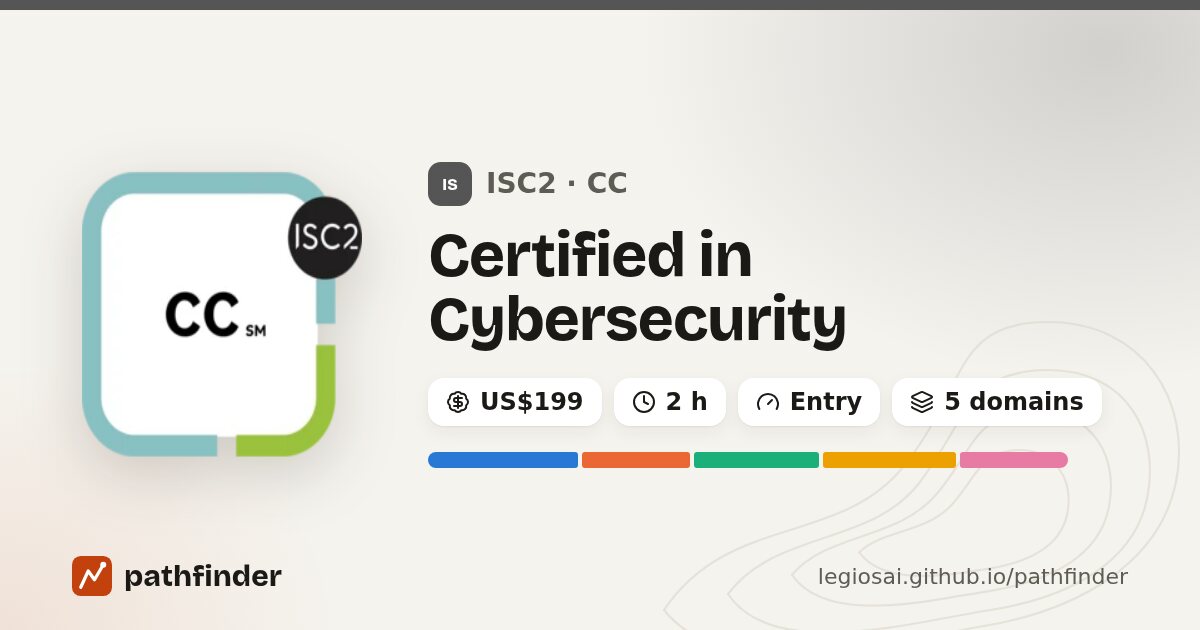 ISC2
CC SM
IS
ISC2 · CC
Certified in
Cybersecurity
US$199
2 h
Entry
5 domains
pathfinder
legiosai.github.io/pathfinder